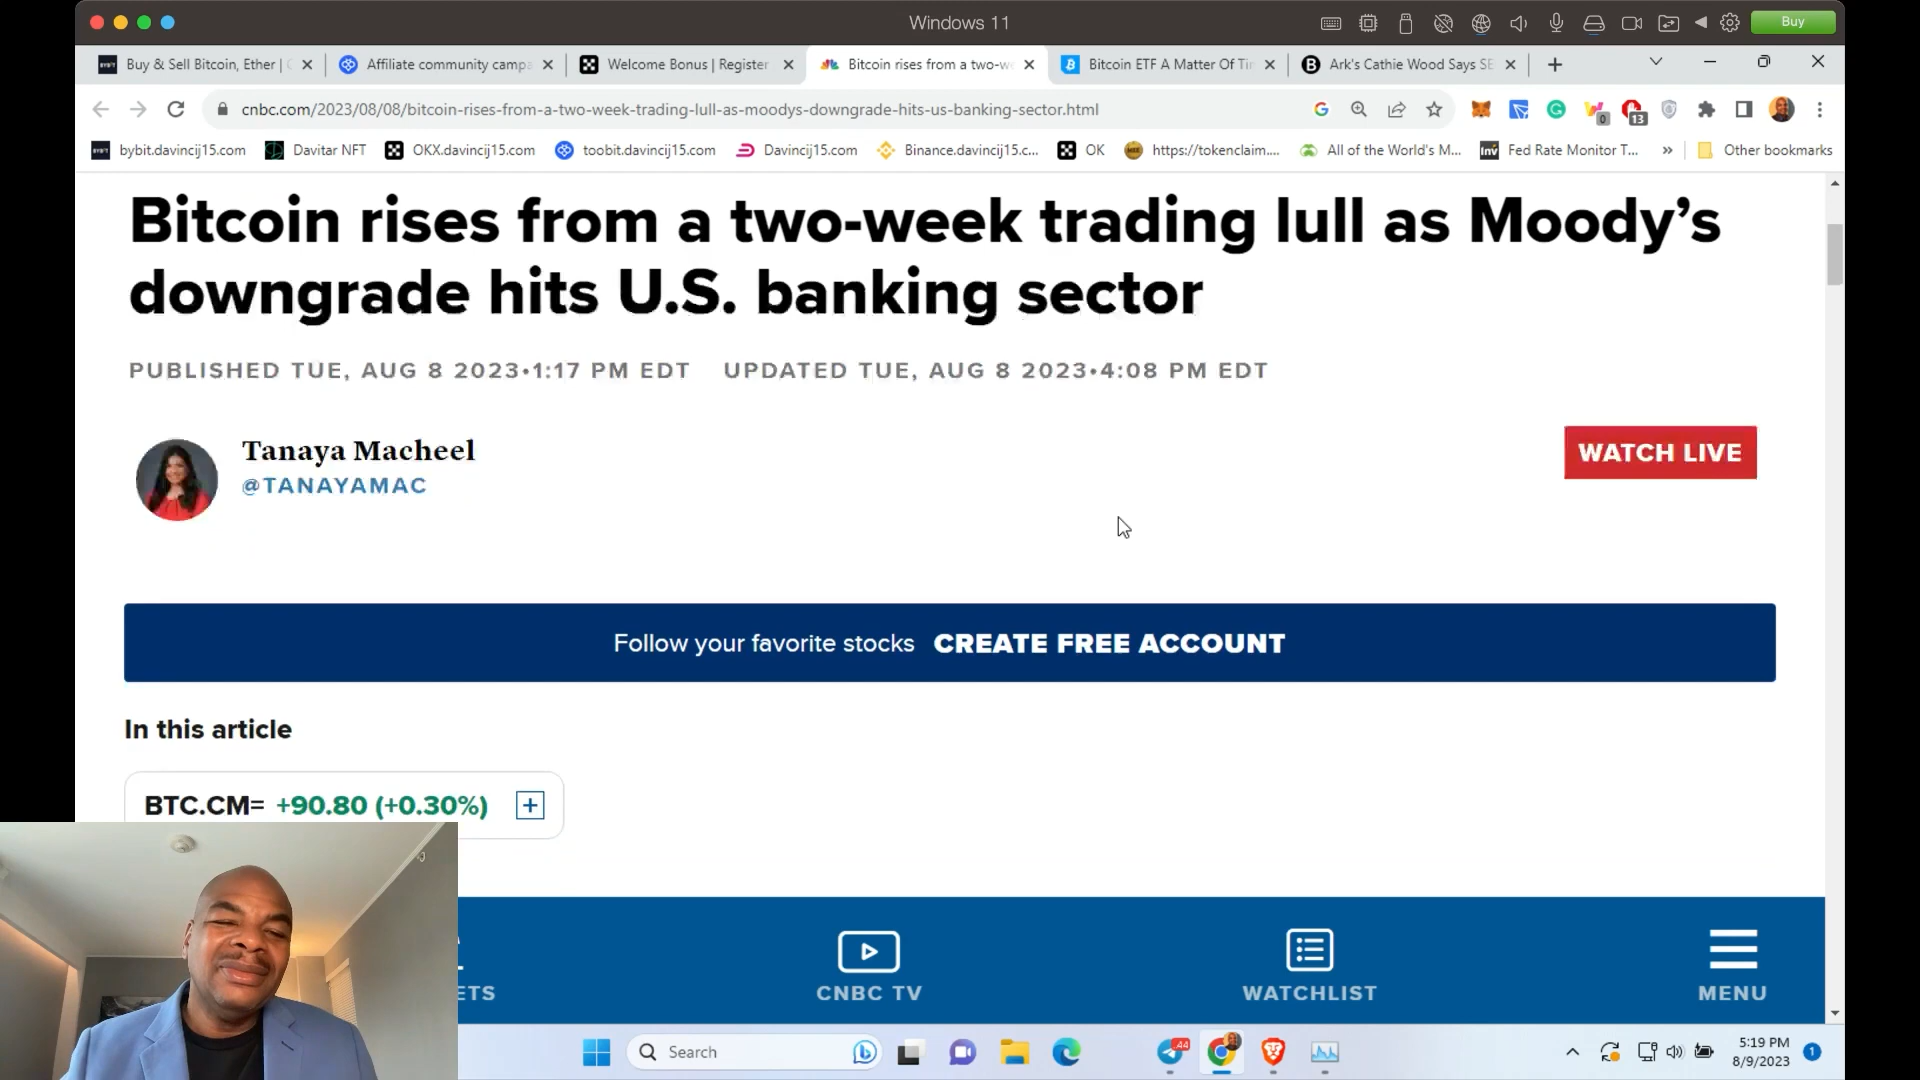 Windows 11
Buy
Buy & Sell Bitcoin, Ether |
Affiliate community campa
Welcome Bonus | Register
Bitcoin rises from a two-w
Bitcoin ETF A Matter Of Ti
Ark's Cathie Wood Says SE
cnbc.com/2023/08/08/bitcoin-rises-from-a-two-week-trading-lull-as-moodys-downgrade-hits-us-banking-sector.html
0
13
bybit.davincij15.com
Davitar NFT
OKX.davincij15.com
toobit.davincij15.com
Davincij15.com
Binance.davincij15.c...
OK
https://tokenclaim....
All of the World's M...
Inv
Fed Rate Monitor T...
»
Other bookmarks
Bitcoin rises from a two-week trading lull as Moody’s
downgrade hits U.S. banking sector
PUBLISHED TUE, AUG 8 2023•1:17 PM EDT UPDATED TUE, AUG 8 2023•4:08 PM EDT
Tanaya Macheel
@TANAYAMAC
WATCH LIVE
Follow your favorite stocks CREATE FREE ACCOUNT
In this article
BTC.CM= +90.80 (+0.30%)
ETS
CNBC TV
WATCHLIST
MENU
Search
44
5:19 PM
8/9/2023
1